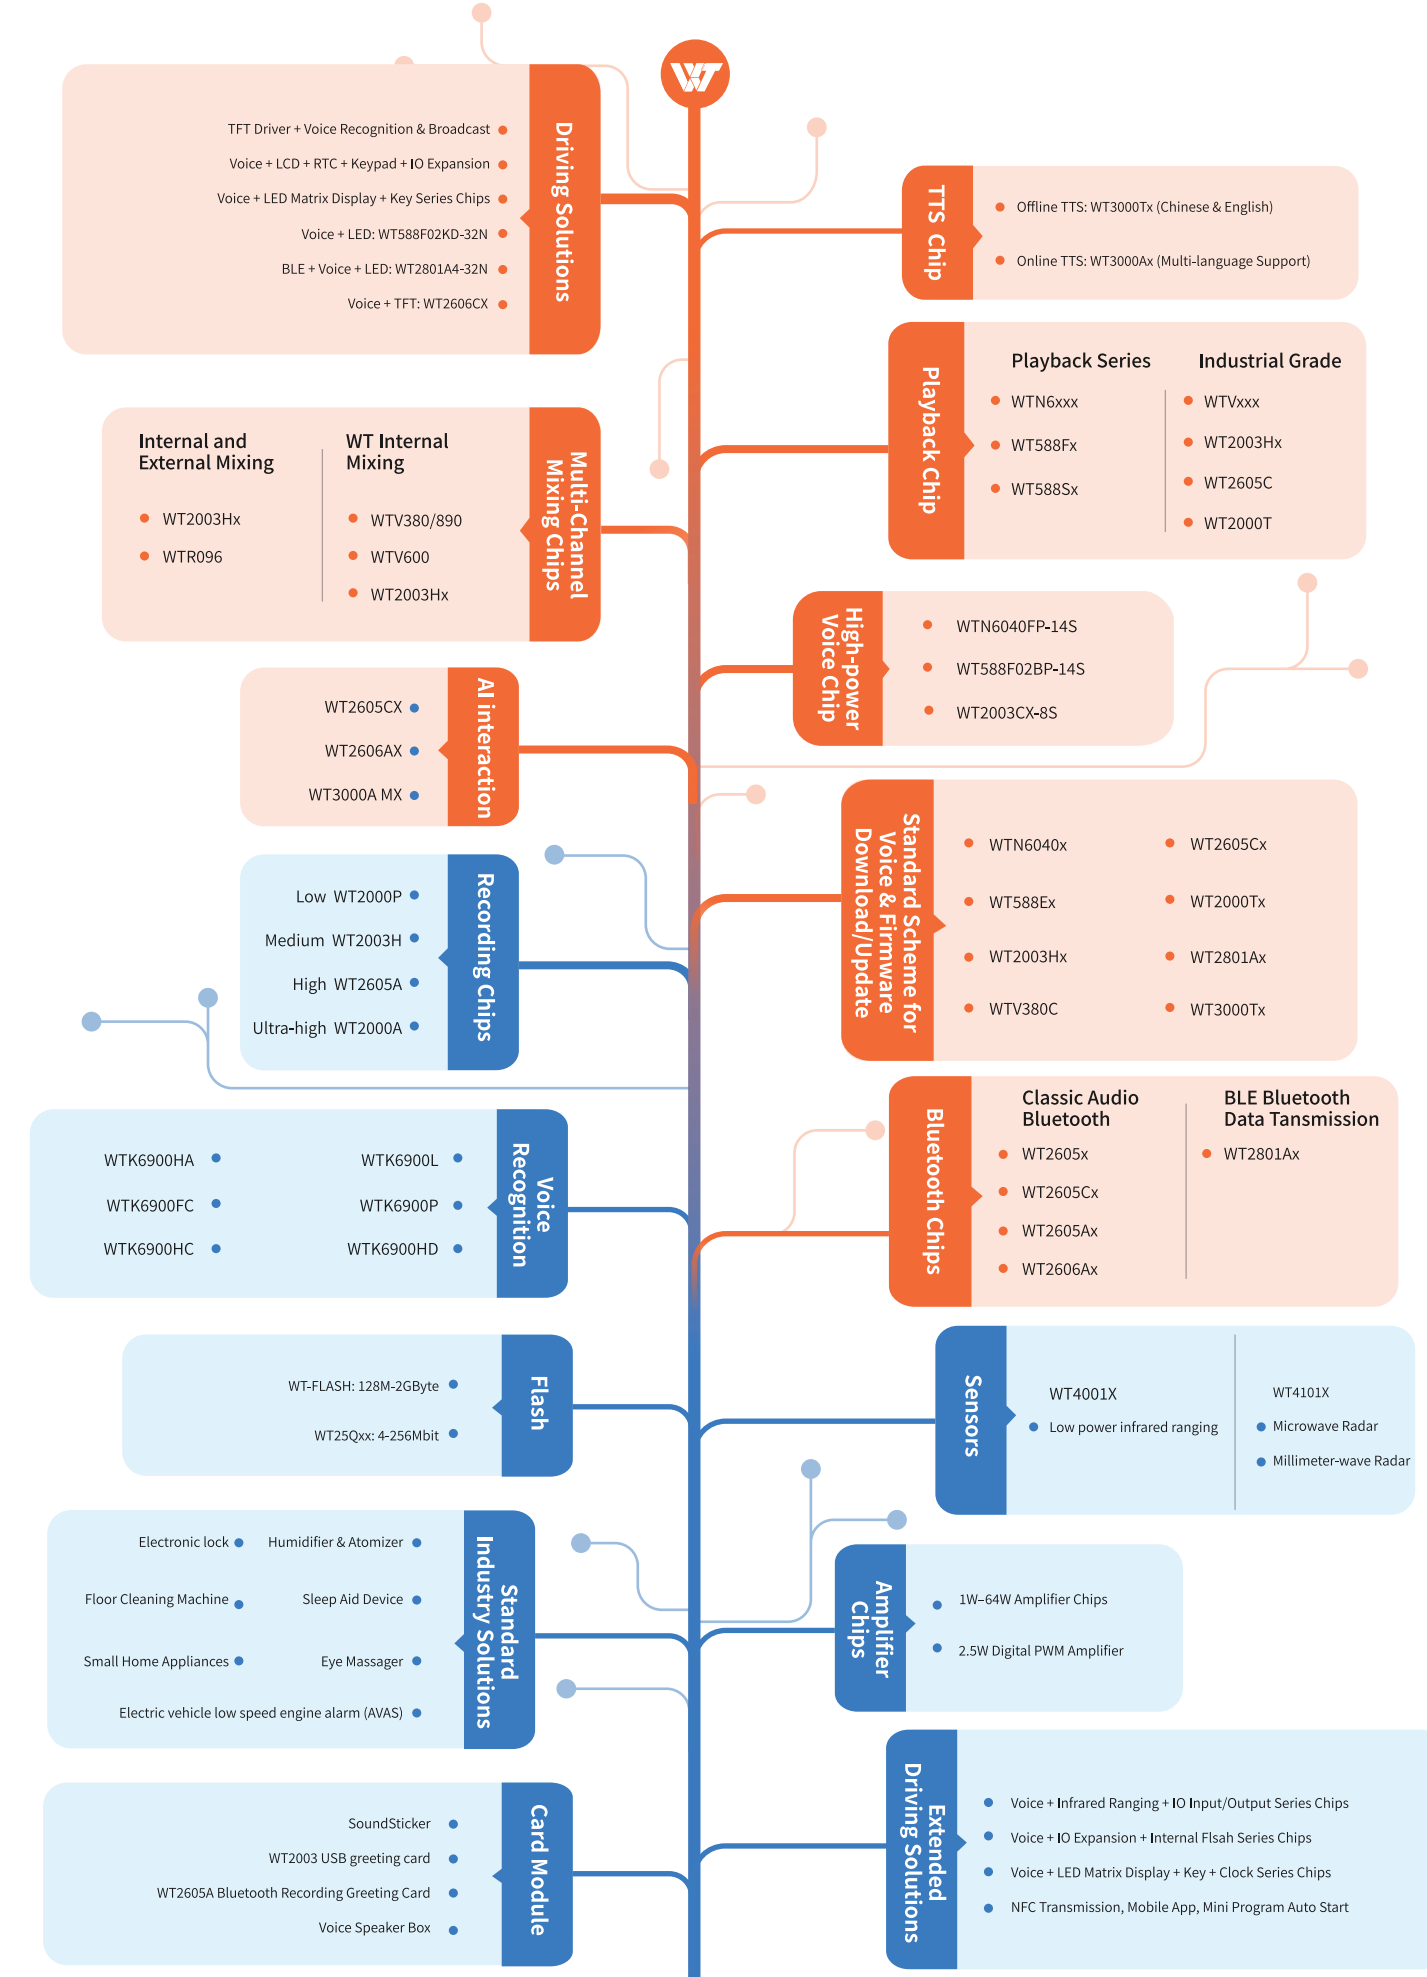 WT
Driving Solutions
TFT Driver + Voice Recognition & Broadcast
Voice + LCD + RTC + Keypad + IO Expansion
Voice + LED Matrix Display + Key Series Chips
Voice + LED: WT588F02KD-32N
BLE + Voice + LED: WT2801A4-32N
Voice + TFT: WT2606CX
TTS Chip
Offline TTS: WT3000Tx (Chinese & English)
Online TTS: WT3000Ax (Multi-language Support)
Playback Chip
Playback Series
WTN6xxx
WT588Fx
WT588Sx
Industrial Grade
WTVxxx
WT2003Hx
WT2605C
WT2000T
Multi-Channel
Mixing Chips
Internal and
External Mixing
WT2003Hx
WTR096
WT Internal
Mixing
WTV380/890
WTV600
WT2003Hx
High-power
Voice Chip
WTN6040FP-14S
WT588F02BP-14S
WT2003CX-8S
AI interaction
WT2605CX
WT2606AX
WT3000A MX
Standard Scheme for
Voice & Firmware
Download/Update
WTN6040x
WT588Ex
WT2003Hx
WTV380C
WT2605Cx
WT2000Tx
WT2801Ax
WT3000Tx
Recording Chips
Low WT2000P
Medium WT2003H
High WT2605A
Ultra-high WT2000A
Bluetooth Chips
Classic Audio
Bluetooth
WT2605x
WT2605Cx
WT2605Ax
WT2606Ax
BLE Bluetooth
Data Tansmission
WT2801Ax
Voice
Recognition
WTK6900HA
WTK6900FC
WTK6900HC
WTK6900L
WTK6900P
WTK6900HD
Flash
WT-FLASH: 128M-2GByte
WT25Qxx: 4-256Mbit
Sensors
WT4001X
Low power infrared ranging
WT4101X
Microwave Radar
Millimeter-wave Radar
Standard
Industry Solutions
Electronic lock
Humidifier & Atomizer
Floor Cleaning Machine
Sleep Aid Device
Small Home Appliances
Eye Massager
Electric vehicle low speed engine alarm (AVAS)
Amplifier
Chips
1W–64W Amplifier Chips
2.5W Digital PWM Amplifier
Card Module
SoundSticker
WT2003 USB greeting card
WT2605A Bluetooth Recording Greeting Card
Voice Speaker Box
Extended
Driving Solutions
Voice + Infrared Ranging + IO Input/Output Series Chips
Voice + IO Expansion + Internal Flsah Series Chips
Voice + LED Matrix Display + Key + Clock Series Chips
NFC Transmission, Mobile App, Mini Program Auto Start